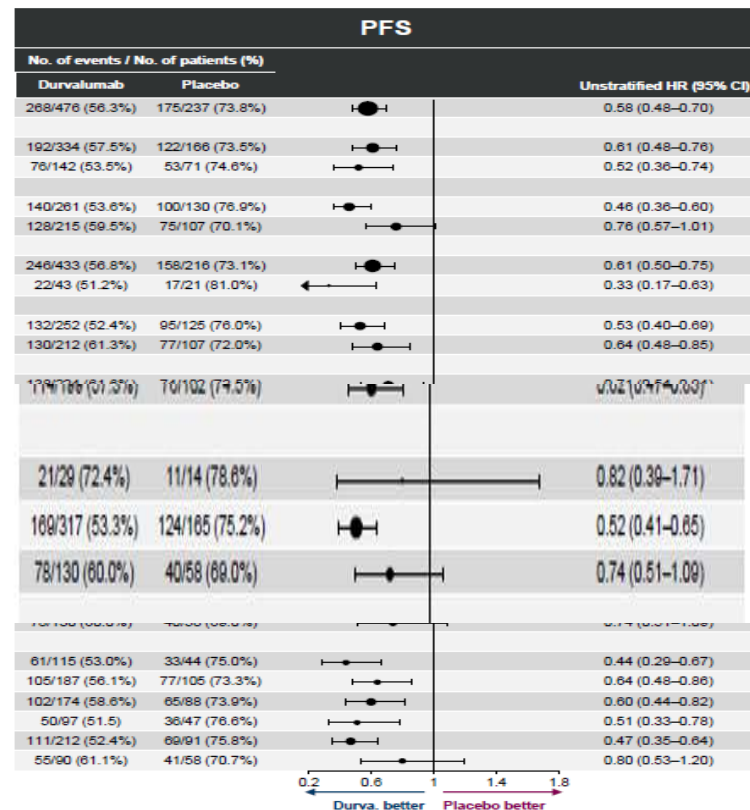 PFS
No. of events / No. of patients (%)
Durvalumab Placebo Unstratified HR (95% CI)
268/476 (56.3%) 175/237 (73.8%) 0.58 (0.48–0.70)
192/334 (57.5%) 122/166 (73.5%) 0.61 (0.48–0.76)
76/142 (53.5%) 53/71 (74.6%) 0.52 (0.36–0.74)
140/261 (53.6%) 100/130 (76.9%) 0.46 (0.36–0.60)
128/215 (59.5%) 75/107 (70.1%) 0.76 (0.57–1.01)
246/433 (56.8%) 158/216 (73.1%) 0.61 (0.50–0.75)
22/43 (51.2%) 17/21 (81.0%) 0.33 (0.17–0.63)
132/252 (52.4%) 95/125 (76.0%) 0.53 (0.40–0.69)
130/212 (61.3%) 77/107 (72.0%) 0.64 (0.48–0.85)
21/29 (72.4%) 11/14 (78.6%) 0.82 (0.39–1.71)
169/317 (53.3%) 124/165 (75.2%) 0.52 (0.41–0.65)
78/130 (60.0%) 40/58 (69.0%) 0.74 (0.51–1.09)
61/115 (53.0%) 33/44 (75.0%) 0.44 (0.29–0.67)
105/187 (56.1%) 77/105 (73.3%) 0.64 (0.48–0.86)
102/174 (58.6%) 65/88 (73.9%) 0.60 (0.44–0.82)
50/97 (51.5) 36/47 (76.6%) 0.51 (0.33–0.78)
111/212 (52.4%) 69/91 (75.8%) 0.47 (0.35–0.64)
55/90 (61.1%) 41/58 (70.7%) 0.80 (0.53–1.20)
0.2 0.6 1 1.4 1.8
Durva. better Placebo better